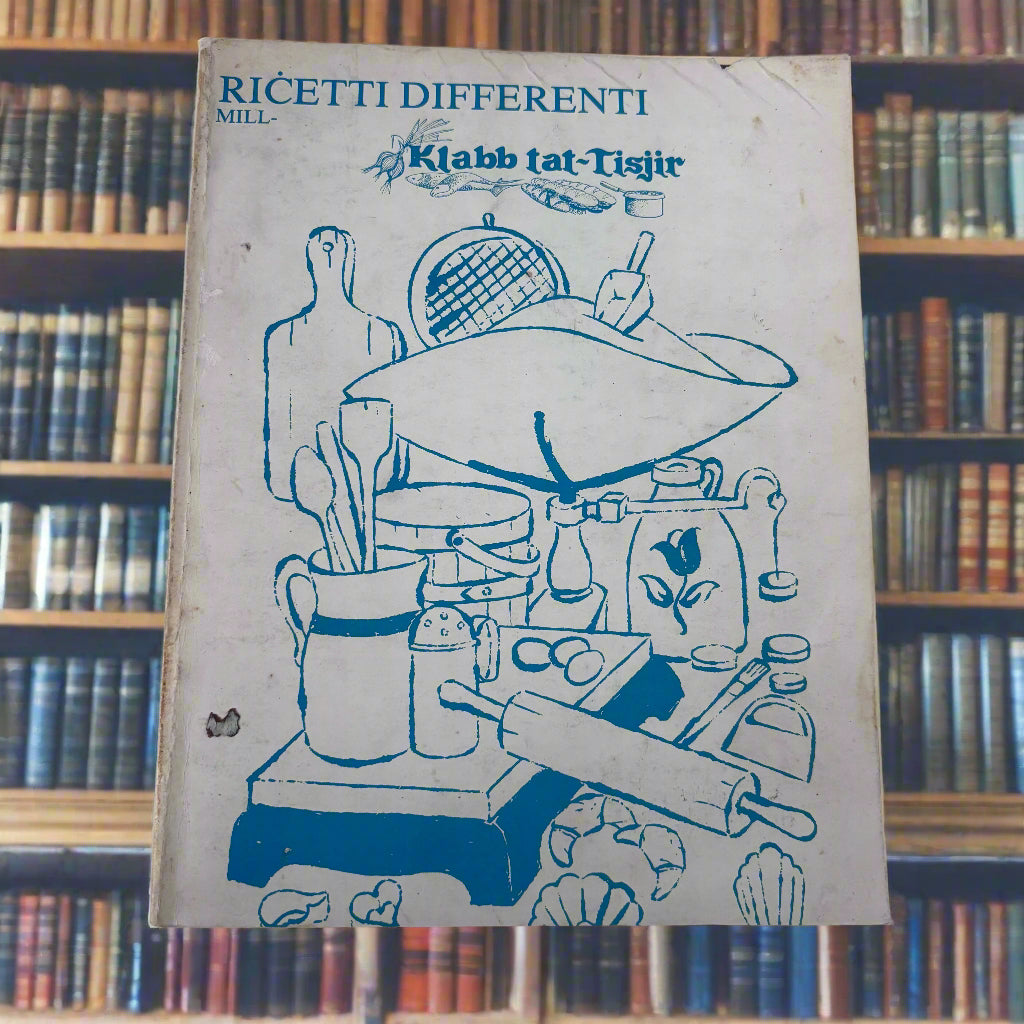 RIĊETTI DIFFERENTI
MILL-
Klabb tat-Tisjir